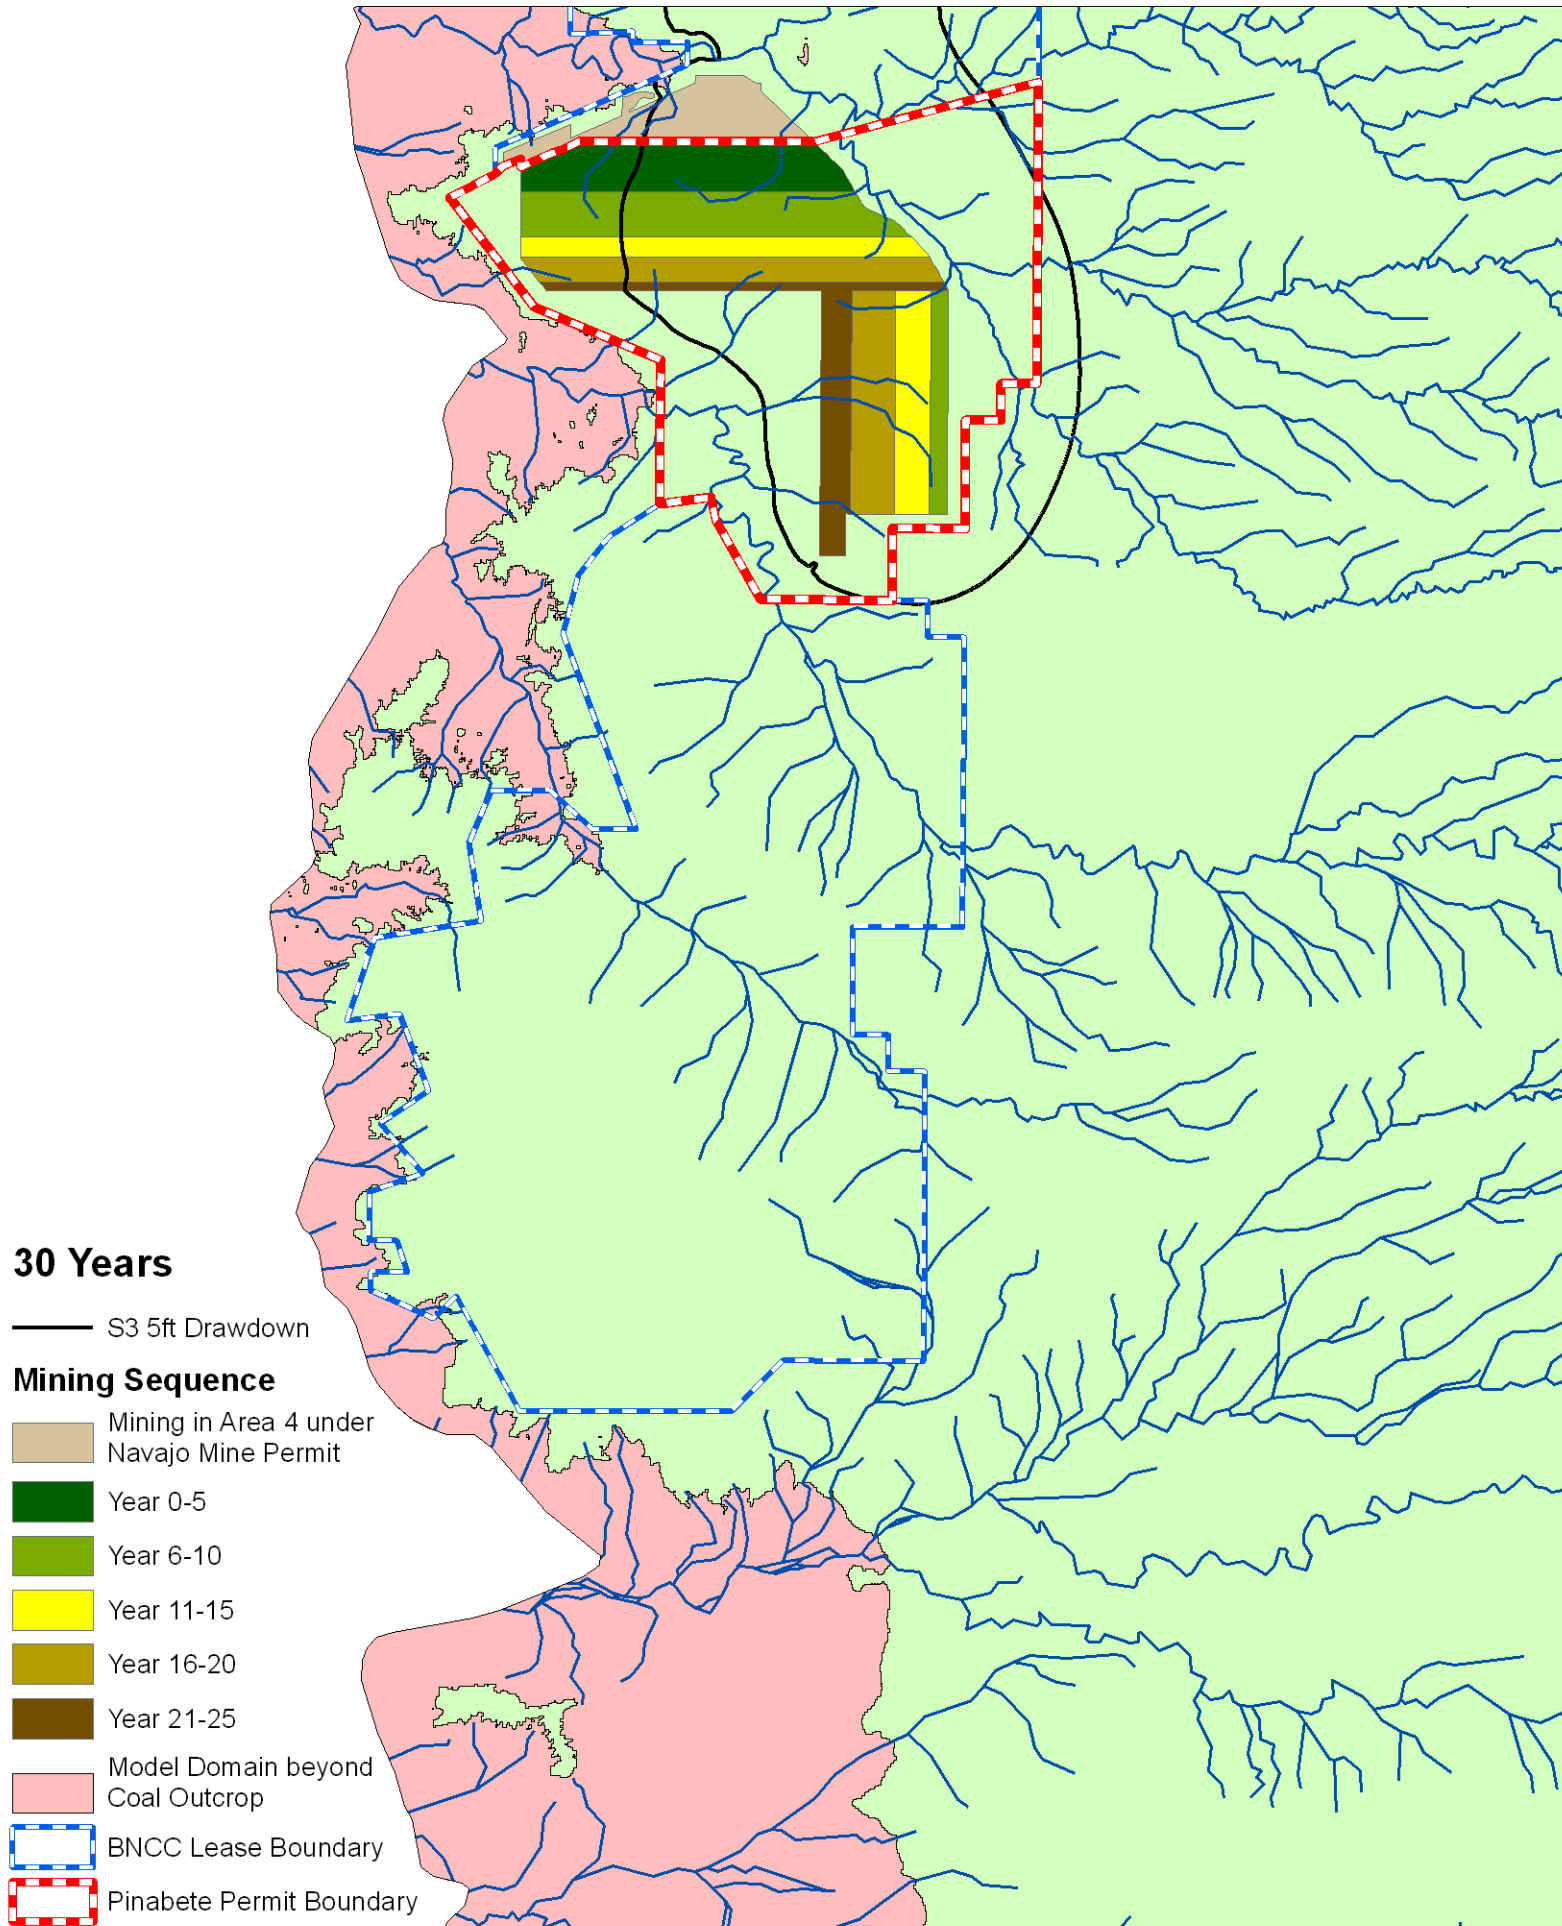 30 Years
S3 5ft Drawdown
Mining Sequence
Mining in Area 4 under
Navajo Mine Permit
Year 0-5
Year 6-10
Year 11-15
Year 16-20
Year 21-25
Model Domain beyond
Coal Outcrop
BNCC Lease Boundary
Pinabete Permit Boundary